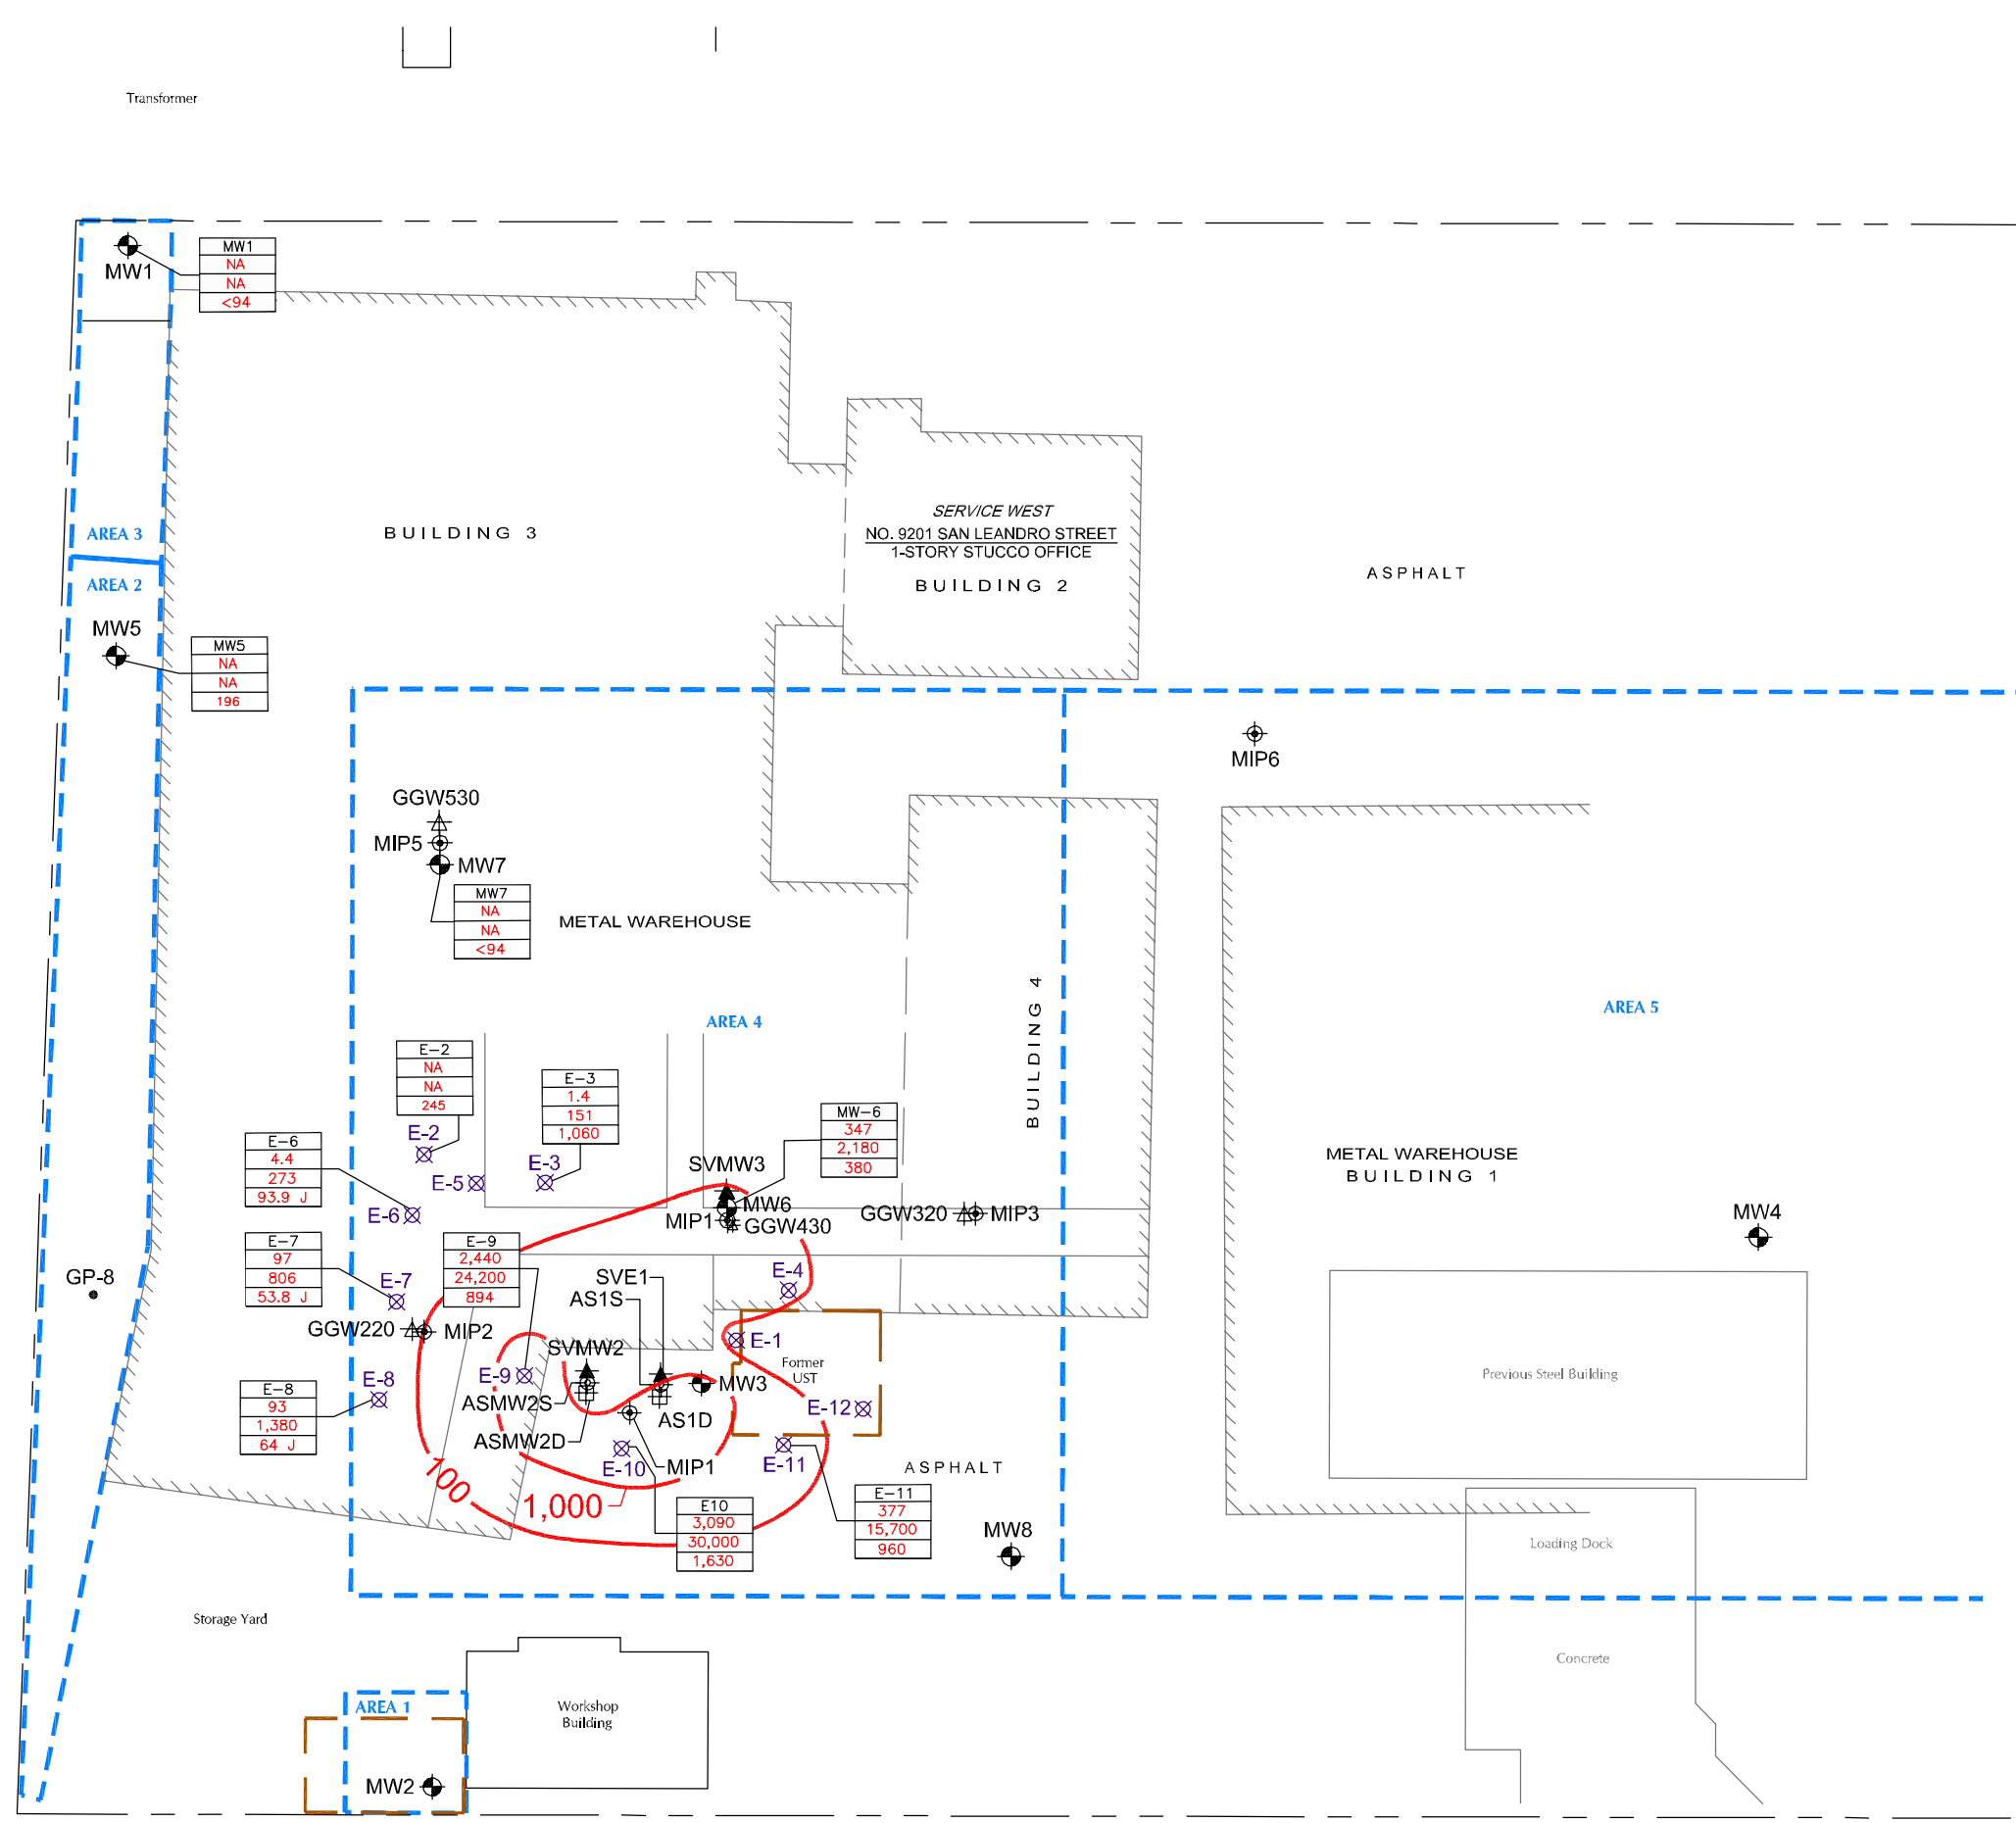 Transformer
MW1
MW1
NA
NA
<94
SERVICE WEST
NO. 9201 SAN LEANDRO STREET
1-STORY STUCCO OFFICE
BUILDING 2
BUILDING 3
AREA 3
AREA 2
ASPHALT
MW5
MW5
NA
NA
196
MIP6
GGW530
MIP5
MW7
MW7
NA
NA
<94
METAL WAREHOUSE
BUILDING 4
AREA 4
AREA 5
E-2
NA
NA
245
E-3
1.4
151
1,060
MW-6
347
2,180
380
E-2
E-6
4.4
273
93.9 J
E-5
E-3
SVMW3
MW6
MIP1
GGW430
GGW320
MIP3
METAL WAREHOUSE
BUILDING 1
MW4
E-6
E-7
97
806
53.8 J
E-9
2,440
24,200
894
GP-8
E-7
SVE1
AS1S
E-4
GGW220
MIP2
E-1
SVMW2
Former
UST
Previous Steel Building
E-8
93
1,380
64 J
E-8
E-9
MW3
ASMW2S
AS1D
E-12
ASMW2D
E-10
MIP1
E-11
ASPHALT
100
1,000
E10
3,090
30,000
1,630
E-11
377
15,700
960
MW8
Loading Dock
Storage Yard
Concrete
AREA 1
Workshop
Building
MW2